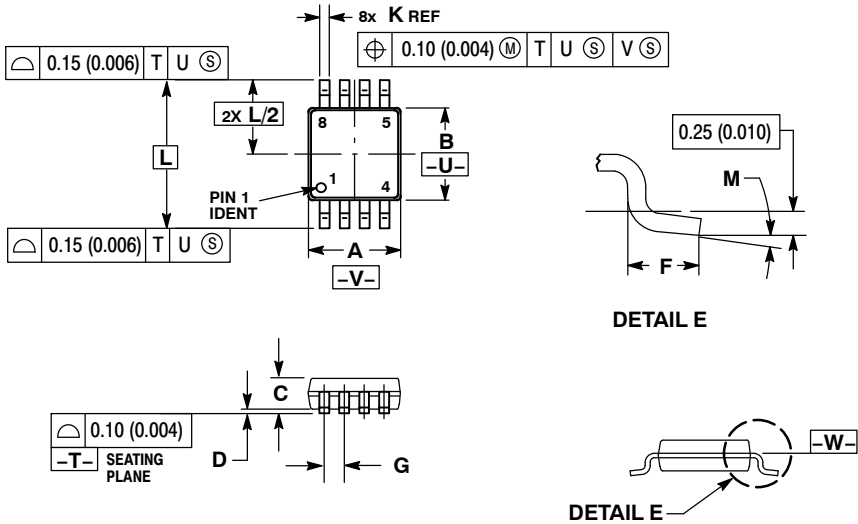 8x K REF
⌖ 0.10 (0.004) Ⓜ T U Ⓢ V Ⓢ
⌓ 0.15 (0.006) T U Ⓢ
2X L/2
8 5
B
-U-
L
1
4
PIN 1
IDENT
⌓ 0.15 (0.006) T U Ⓢ
A
-V-
0.25 (0.010)
M
F
DETAIL E
C
⌓ 0.10 (0.004)
-T- SEATING
PLANE
D
G
-W-
DETAIL E